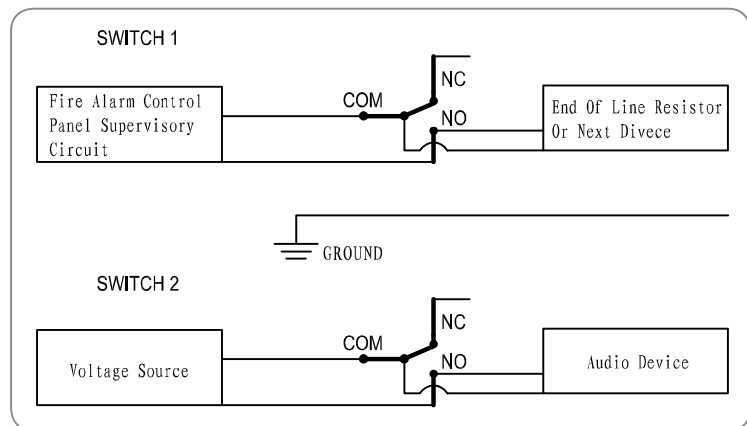 SWITCH 1
NC
COM
Fire Alarm Control
Panel Supervisory
Circuit
NO
End Of Line Resistor
Or Next Divece
GROUND
SWITCH 2
NC
COM
Voltage Source
NO
Audio Device